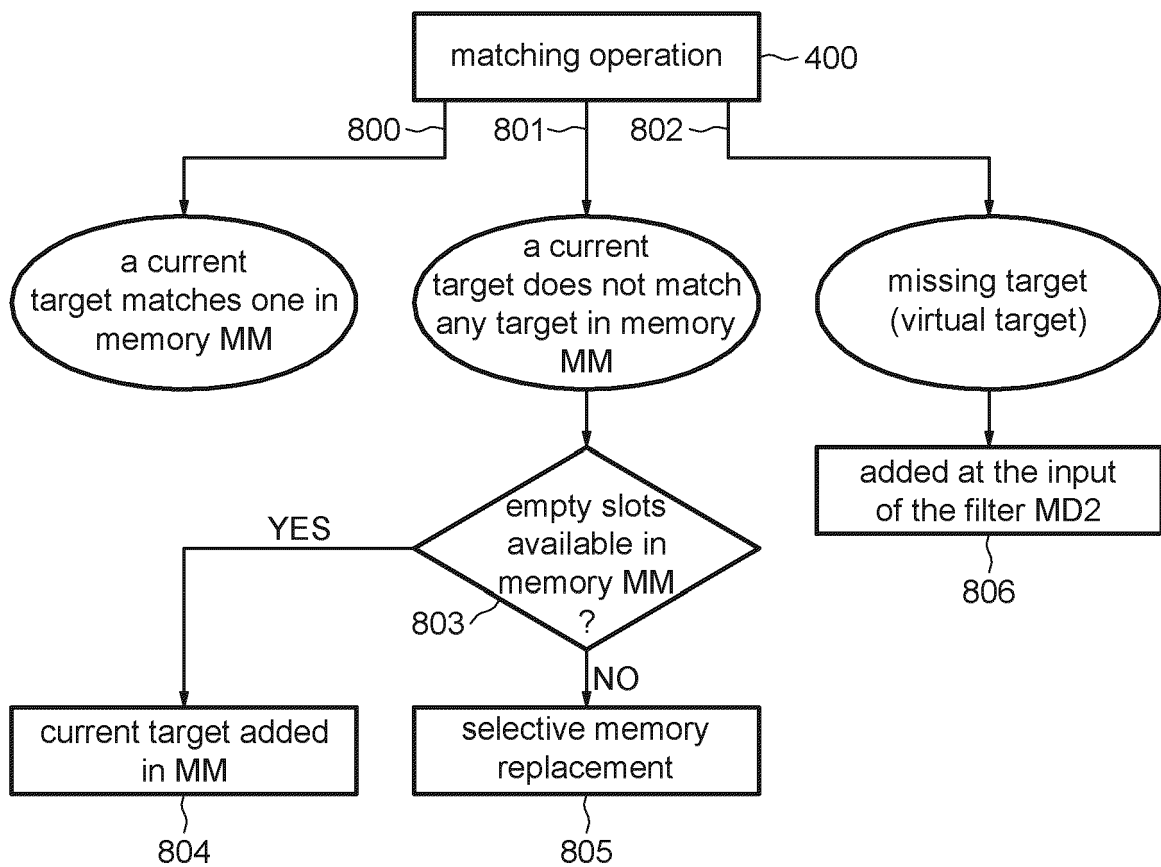 matching operation
400
800
801
802
a current
target matches one in
memory MM
a current
target does not match
any target in memory
MM
missing target
(virtual target)
empty slots
available in
memory MM
?
803
YES
NO
added at the input
of the filter MD2
806
current target added
in MM
804
selective memory
replacement
805